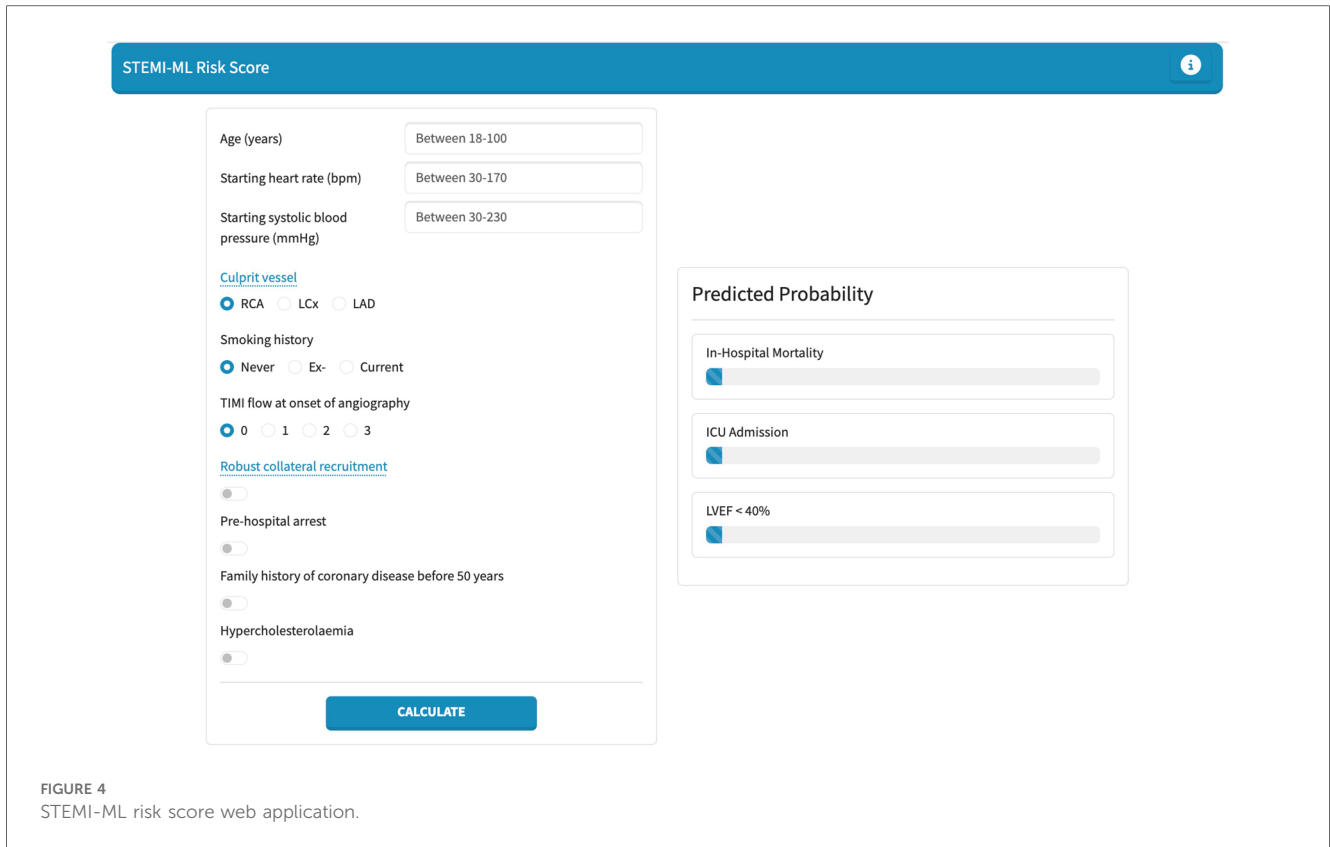 STEMI-ML Risk Score
Age (years)
Between 18-100
Starting heart rate (bpm)
Between 30-170
Starting systolic blood
pressure (mmHg)
Between 30-230
Culprit vessel
RCA LCx LAD
Smoking history
Never Ex- Current
TIMI flow at onset of angiography
0 1 2 3
Robust collateral recruitment
Pre-hospital arrest
Family history of coronary disease before 50 years
Hypercholesterolaemia
CALCULATE
Predicted Probability
In-Hospital Mortality
ICU Admission
LVEF < 40%
FIGURE 4
STEMI-ML risk score web application.